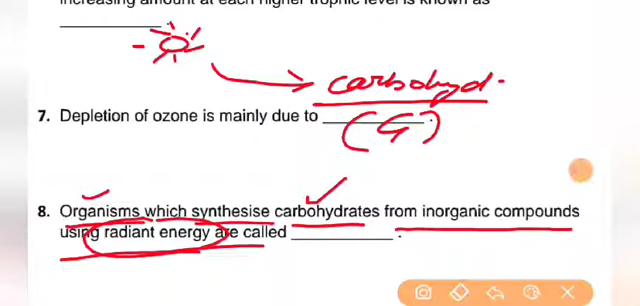 increasing amount at each higher trophic level is known as
____________.
carbohyd.
7. Depletion of ozone is mainly due to ____________.
(G)
8. Organisms which synthesise carbohydrates from inorganic compounds
using radiant energy are called ____________.